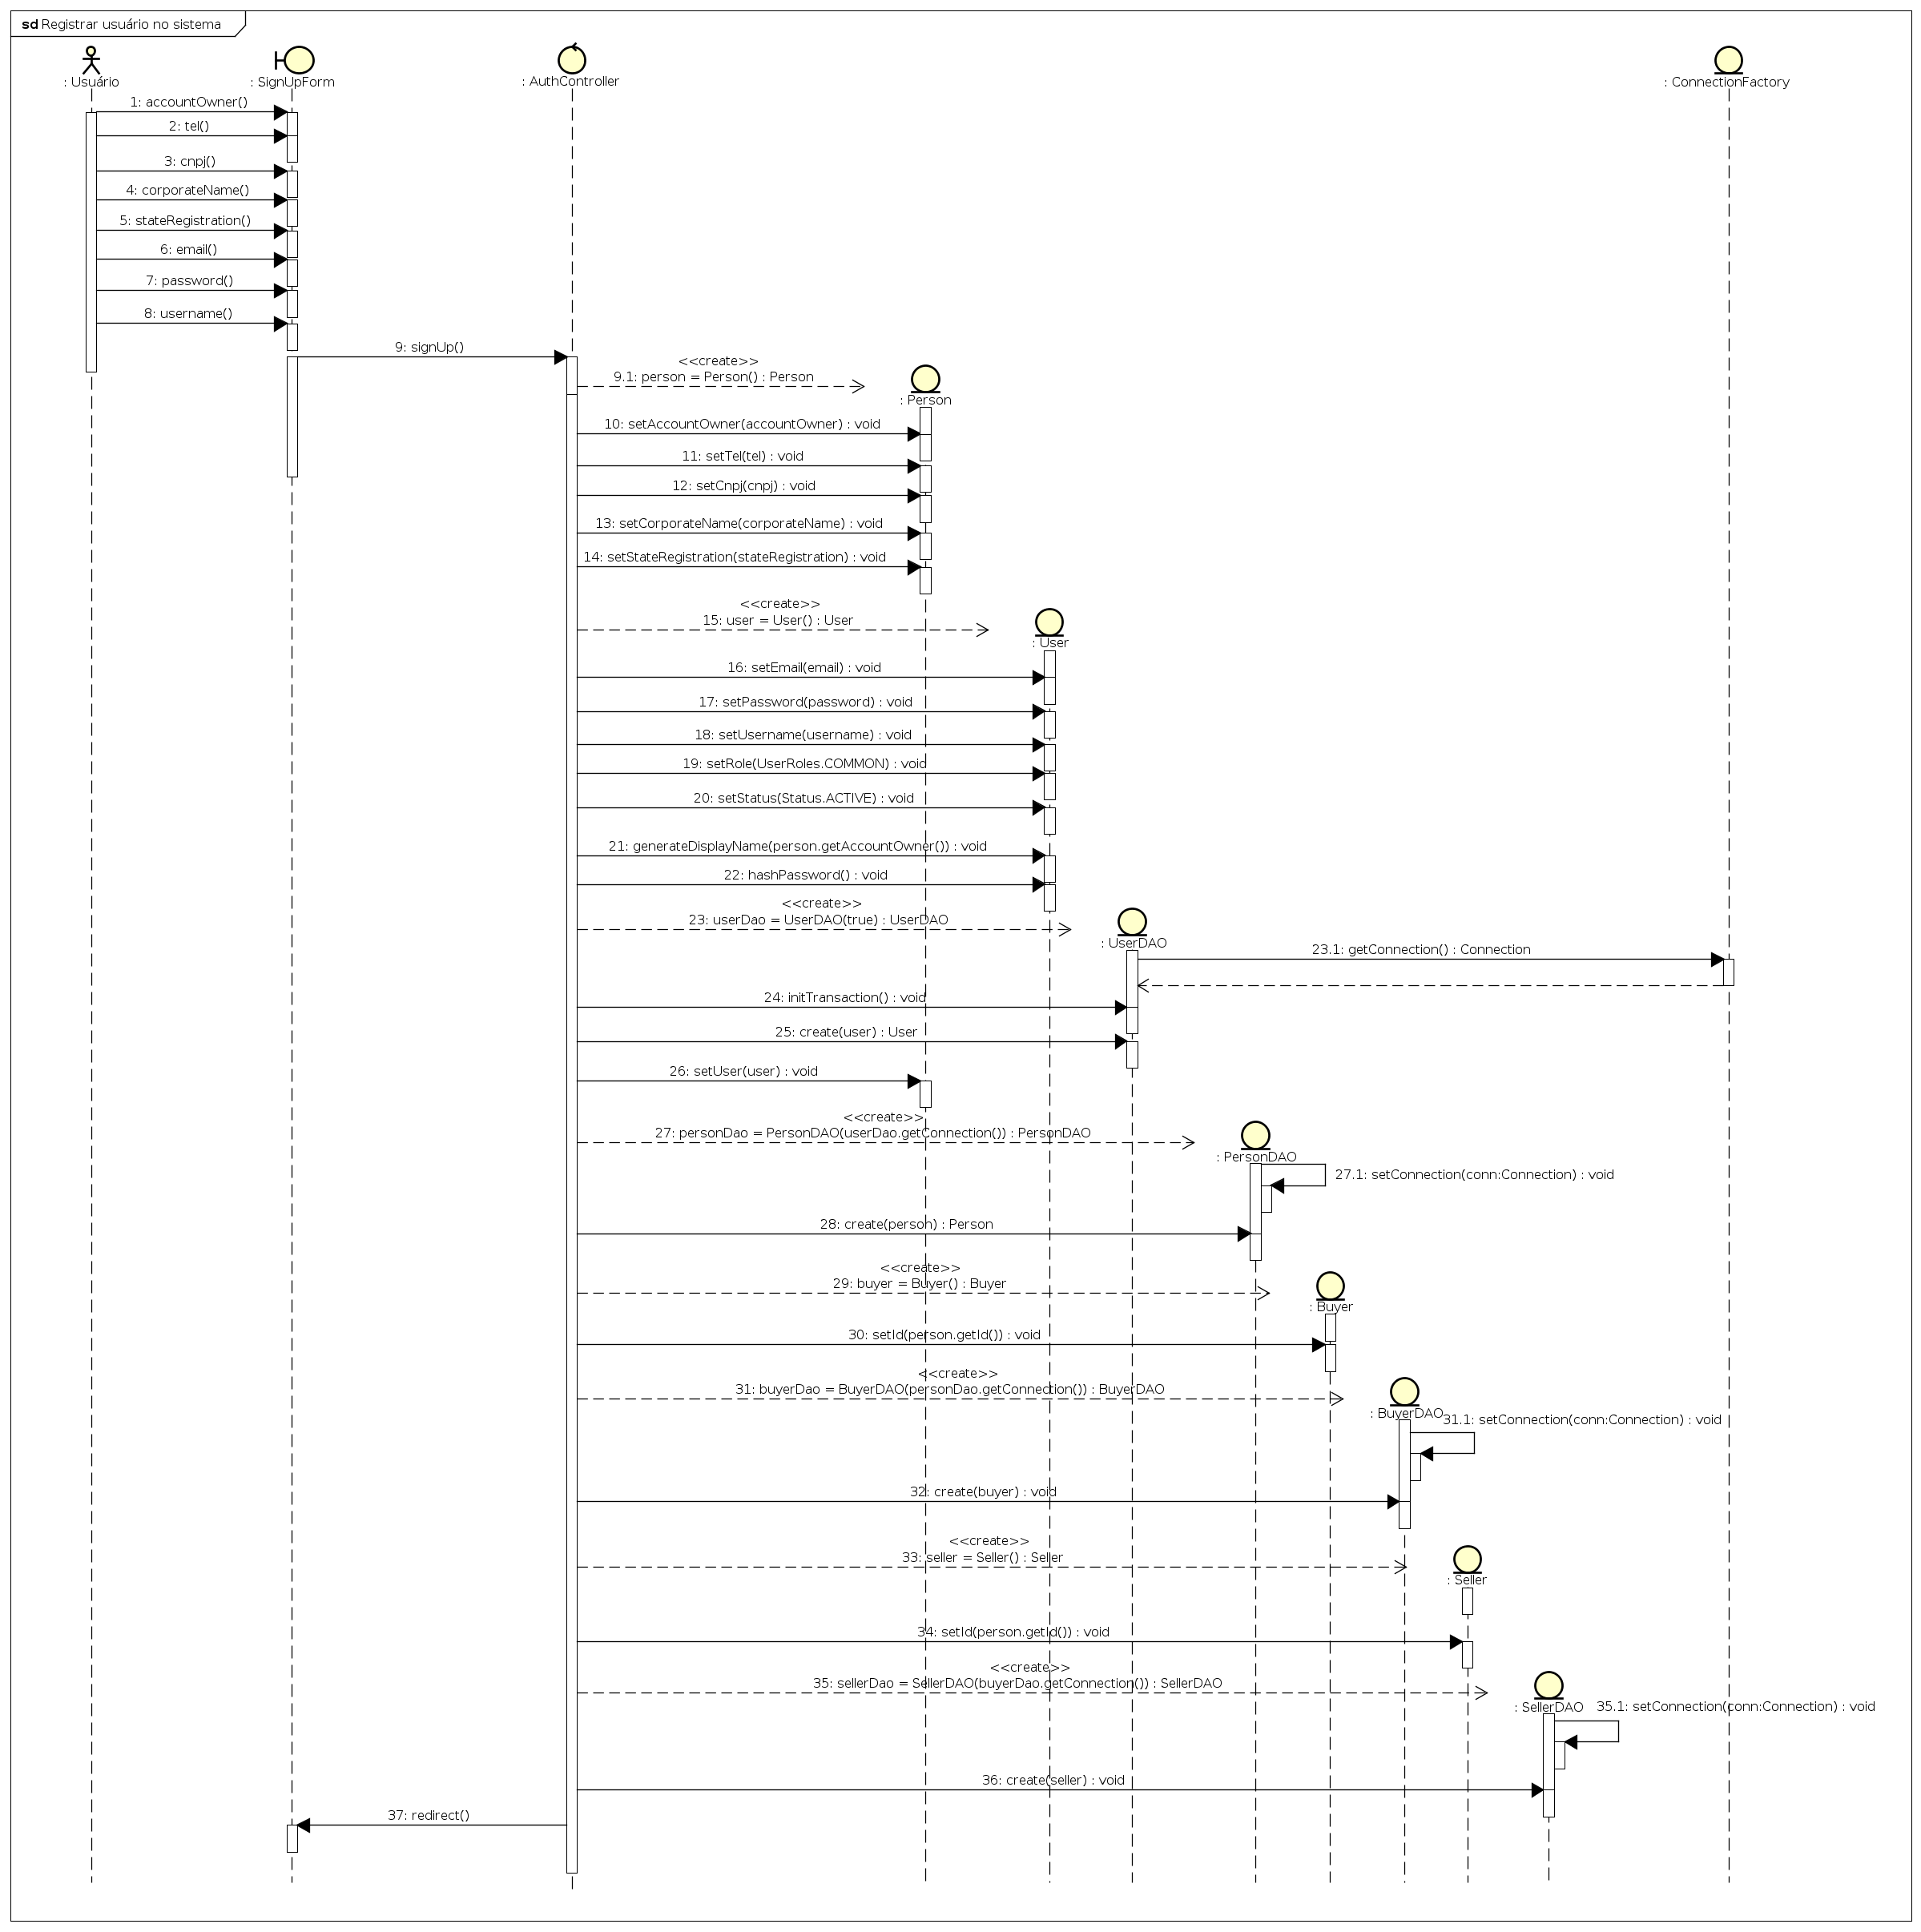 sd Registrar usuário no sistema
: Usuário
: SignUpForm
: AuthController
: ConnectionFactory
1: accountOwner()
2: tel()
3: cnpj()
4: corporateName()
5: stateRegistration()
6: email()
7: password()
8: username()
9: signUp()
<<create>>
9.1: person = Person() : Person
: Person
10: setAccountOwner(accountOwner) : void
11: setTel(tel) : void
12: setCnpj(cnpj) : void
13: setCorporateName(corporateName) : void
14: setStateRegistration(stateRegistration) : void
<<create>>
15: user = User() : User
: User
16: setEmail(email) : void
17: setPassword(password) : void
18: setUsername(username) : void
19: setRole(UserRoles.COMMON) : void
20: setStatus(Status.ACTIVE) : void
21: generateDisplayName(person.getAccountOwner()) : void
22: hashPassword() : void
<<create>>
23: userDao = UserDAO(true) : UserDAO
: UserDAO
23.1: getConnection() : Connection
24: initTransaction() : void
25: create(user) : User
26: setUser(user) : void
<<create>>
27: personDao = PersonDAO(userDao.getConnection()) : PersonDAO
: PersonDAO
27.1: setConnection(conn:Connection) : void
28: create(person) : Person
<<create>>
29: buyer = Buyer() : Buyer
: Buyer
30: setId(person.getId()) : void
<<create>>
31: buyerDao = BuyerDAO(personDao.getConnection()) : BuyerDAO
: BuyerDAO
31.1: setConnection(conn:Connection) : void
32: create(buyer) : void
<<create>>
33: seller = Seller() : Seller
: Seller
34: setId(person.getId()) : void
<<create>>
35: sellerDao = SellerDAO(buyerDao.getConnection()) : SellerDAO
: SellerDAO
35.1: setConnection(conn:Connection) : void
36: create(seller) : void
37: redirect()